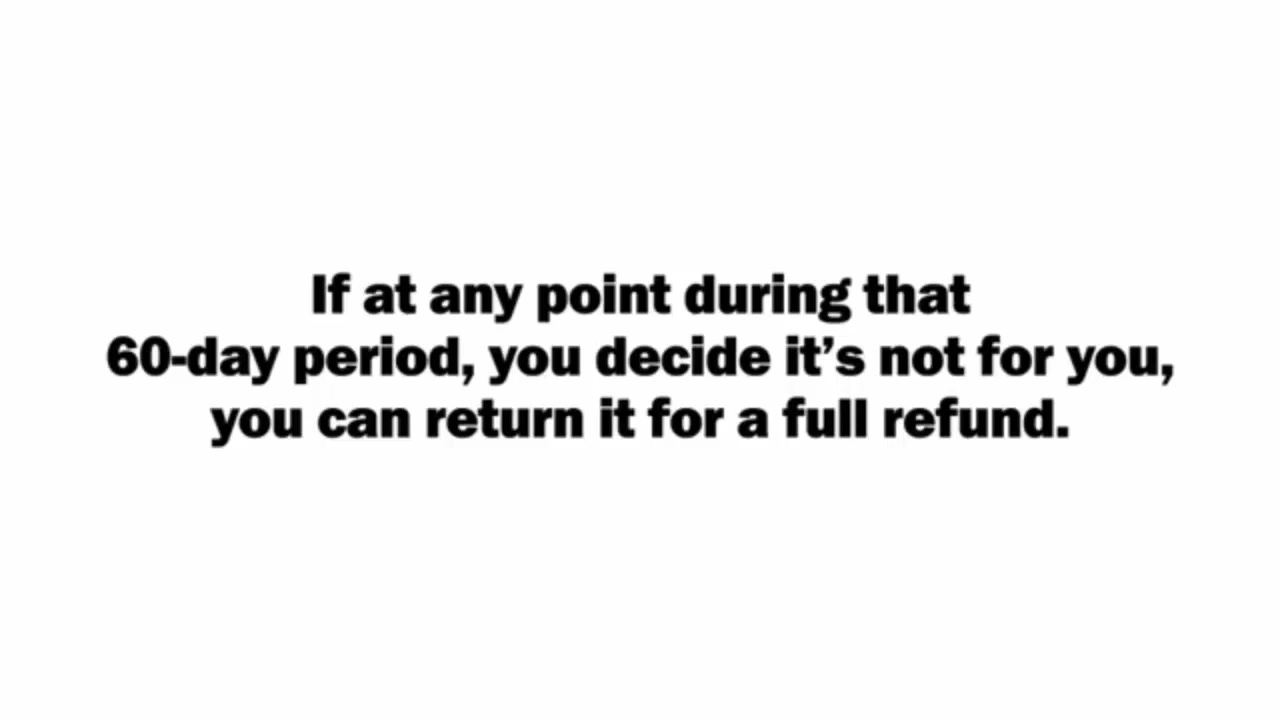 If at any point during that
60-day period, you decide it’s not for you,
you can return it for a full refund.